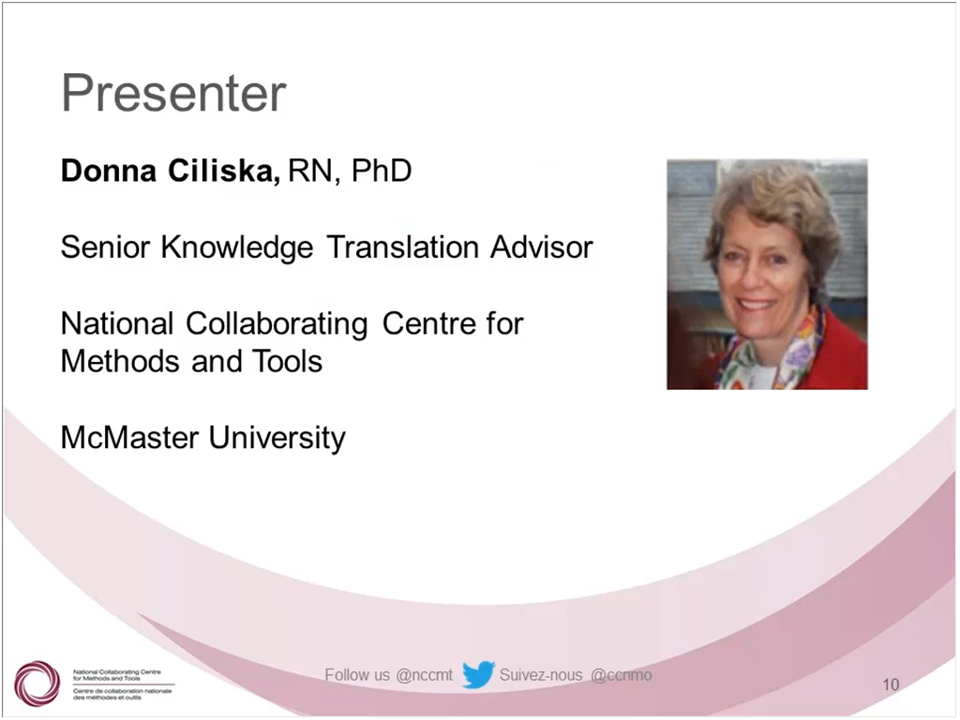 Presenter
Donna Ciliska, RN, PhD
Senior Knowledge Translation Advisor
National Collaborating Centre for
Methods and Tools
McMaster University
National Collaborating Centre
for Methods and Tools
Centre de collaboration nationale
des méthodes et outils
Follow us @nccmt Suivez-nous @ccnmo
10